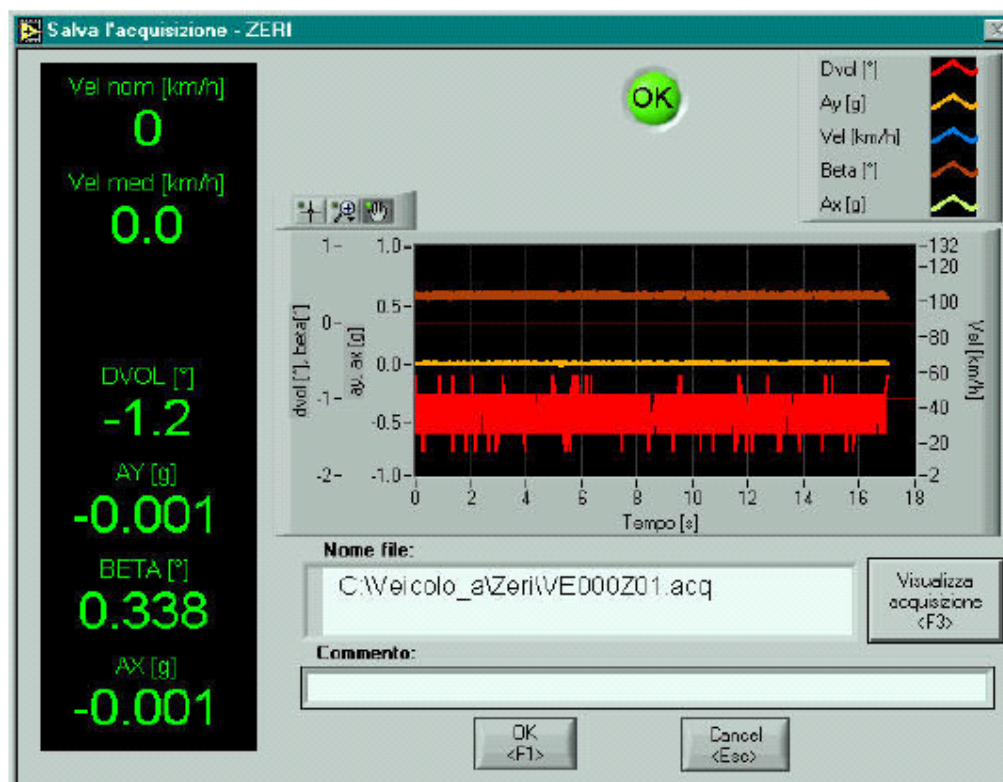 Salva l'acquisizione - ZERI
Vel nom [km/h]
0
Vel med [km/h]
0.0
DVOL [°]
-1.2
AY [g]
-0.001
BETA [°]
0.338
AX [g]
-0.001
OK
Dvol [°]
Ay [g]
Vel [km/h]
Beta [°]
Ax [g]
dvol [°], beta[°]
1
0
-1
-2
ay, ax [g]
1.0
0.5
0.0
-0.5
-1.0
132
120
100
80
60
40
20
-2
Vel [km/h]
0 2 4 6 8 10 12 14 16 18
Tempo [s]
Nome file:
C:\Veicolo_a\Zeri\VE000Z01.acq
Visualizza
acquisizione
<F3>
Commento:
OK
<F1>
Cancel
<Esc>